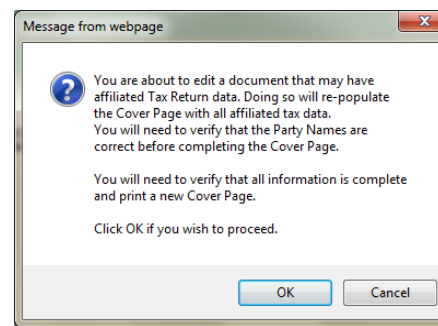 Message from webpage
You are about to edit a document that may have
affiliated Tax Return data. Doing so will re-populate
the Cover Page with all affiliated tax data.
You will need to verify that the Party Names are
correct before completing the Cover Page.
You will need to verify that all information is complete
and print a new Cover Page.
Click OK if you wish to proceed.
OK
Cancel